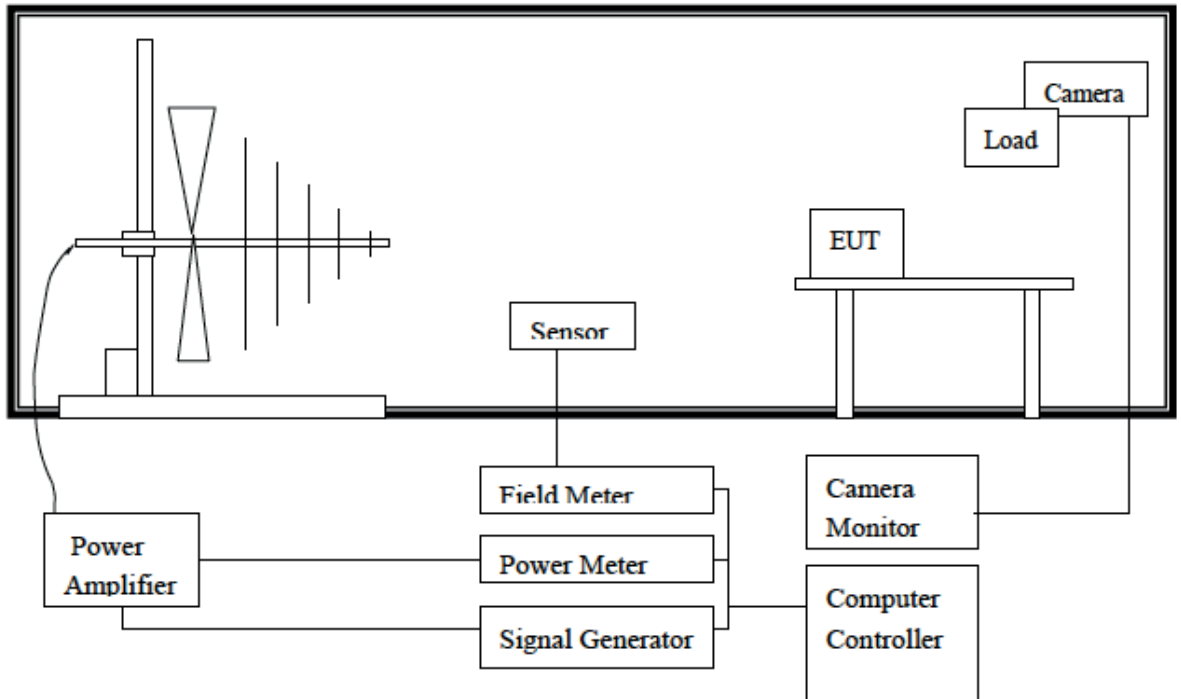 Camera
Load
EUT
Sensor
Field Meter
Camera
Monitor
Power
Amplifier
Power Meter
Computer
Controller
Signal Generator